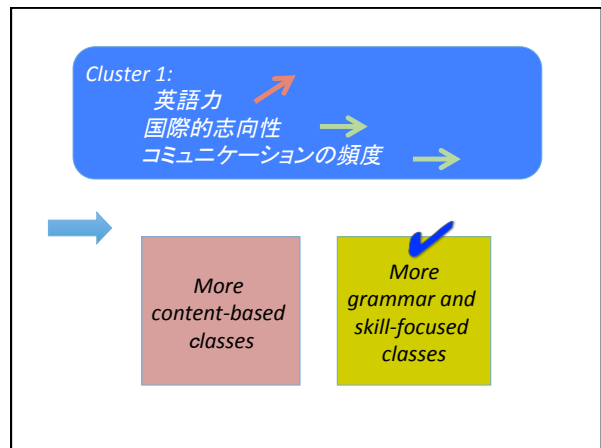 Cluster 1:
英語力
国際的志向性
コミュニケーションの頻度
More
content-based
classes
More
grammar and
skill-focused
classes